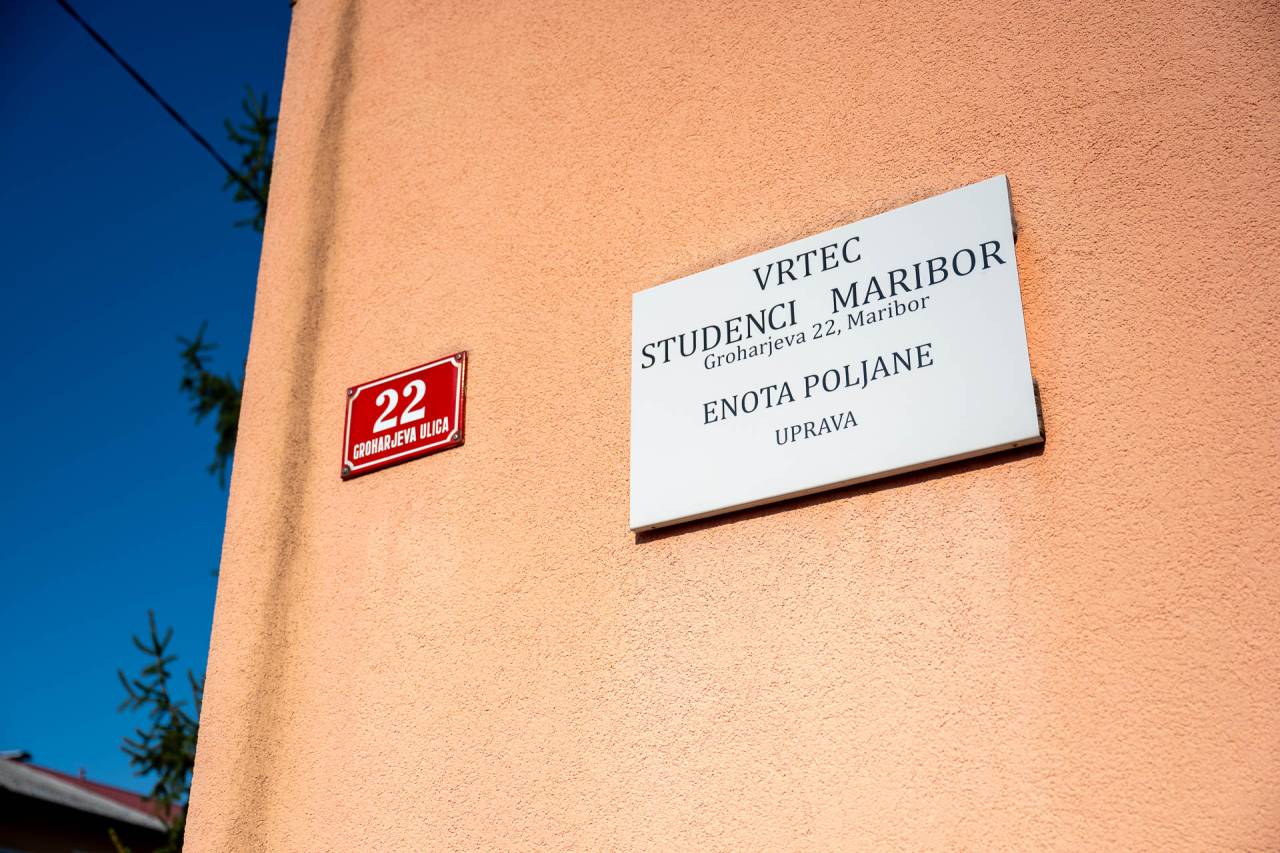 22
GROHARJEVA ULICA
VRTEC
STUDENCI MARIBOR
Groharjeva 22, Maribor
ENOTA POLJANE
UPRAVA